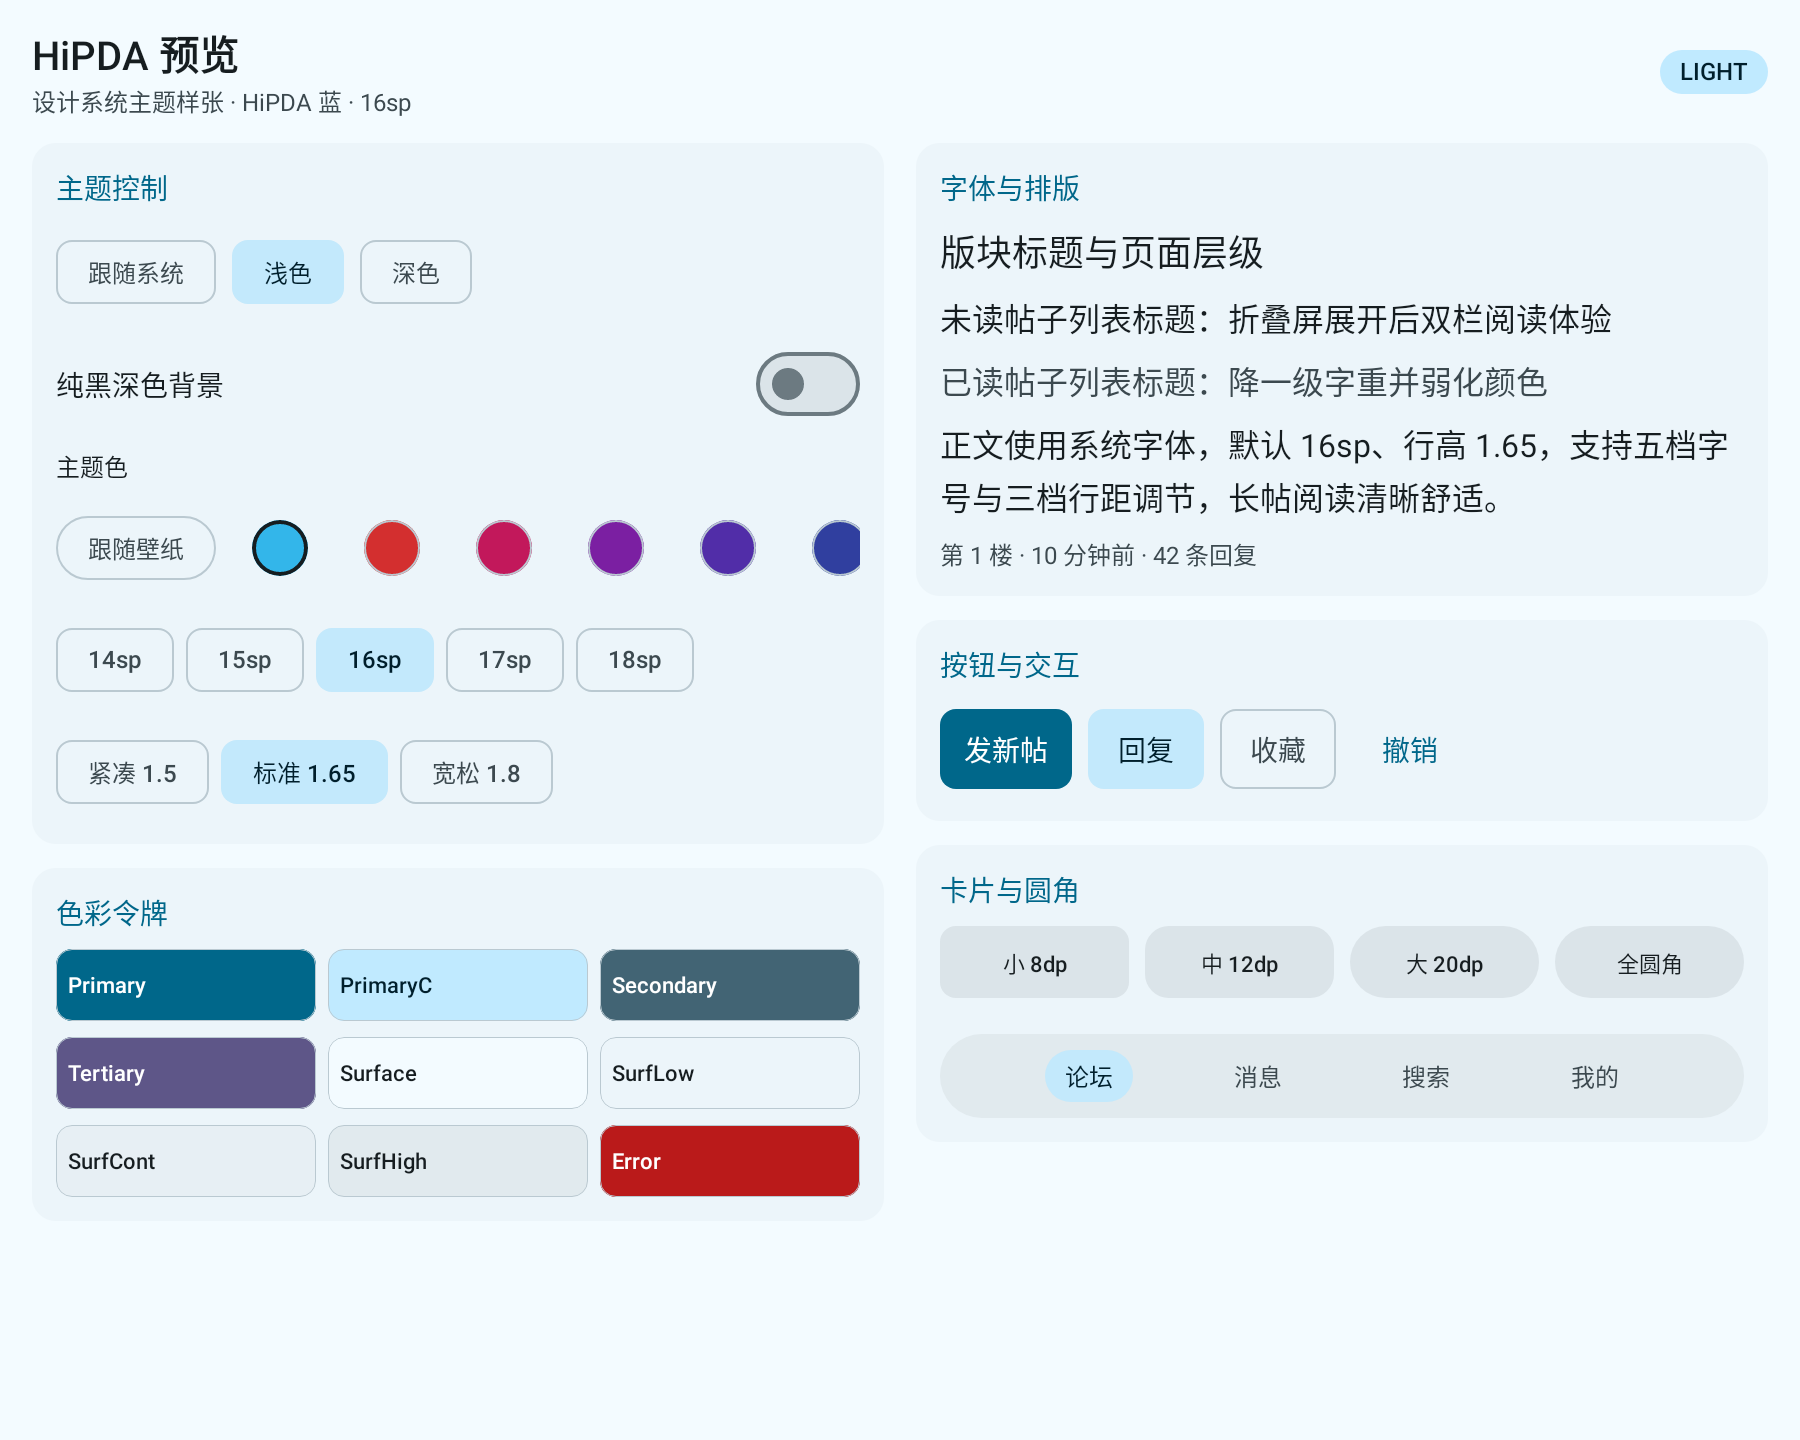 HiPDA 预览
设计系统主题样张 · HiPDA 蓝 · 16sp
LIGHT
主题控制
跟随系统
浅色
深色
纯黑深色背景
主题色
跟随壁纸
14sp
15sp
16sp
17sp
18sp
紧凑 1.5
标准 1.65
宽松 1.8
色彩令牌
Primary
PrimaryC
Secondary
Tertiary
Surface
SurfLow
SurfCont
SurfHigh
Error
字体与排版
版块标题与页面层级
未读帖子列表标题：折叠屏展开后双栏阅读体验
已读帖子列表标题：降一级字重并弱化颜色
正文使用系统字体，默认 16sp、行高 1.65，支持五档字
号与三档行距调节，长帖阅读清晰舒适。
第 1 楼 · 10 分钟前 · 42 条回复
按钮与交互
发新帖
回复
收藏
撤销
卡片与圆角
小 8dp
中 12dp
大 20dp
全圆角
论坛
消息
搜索
我的